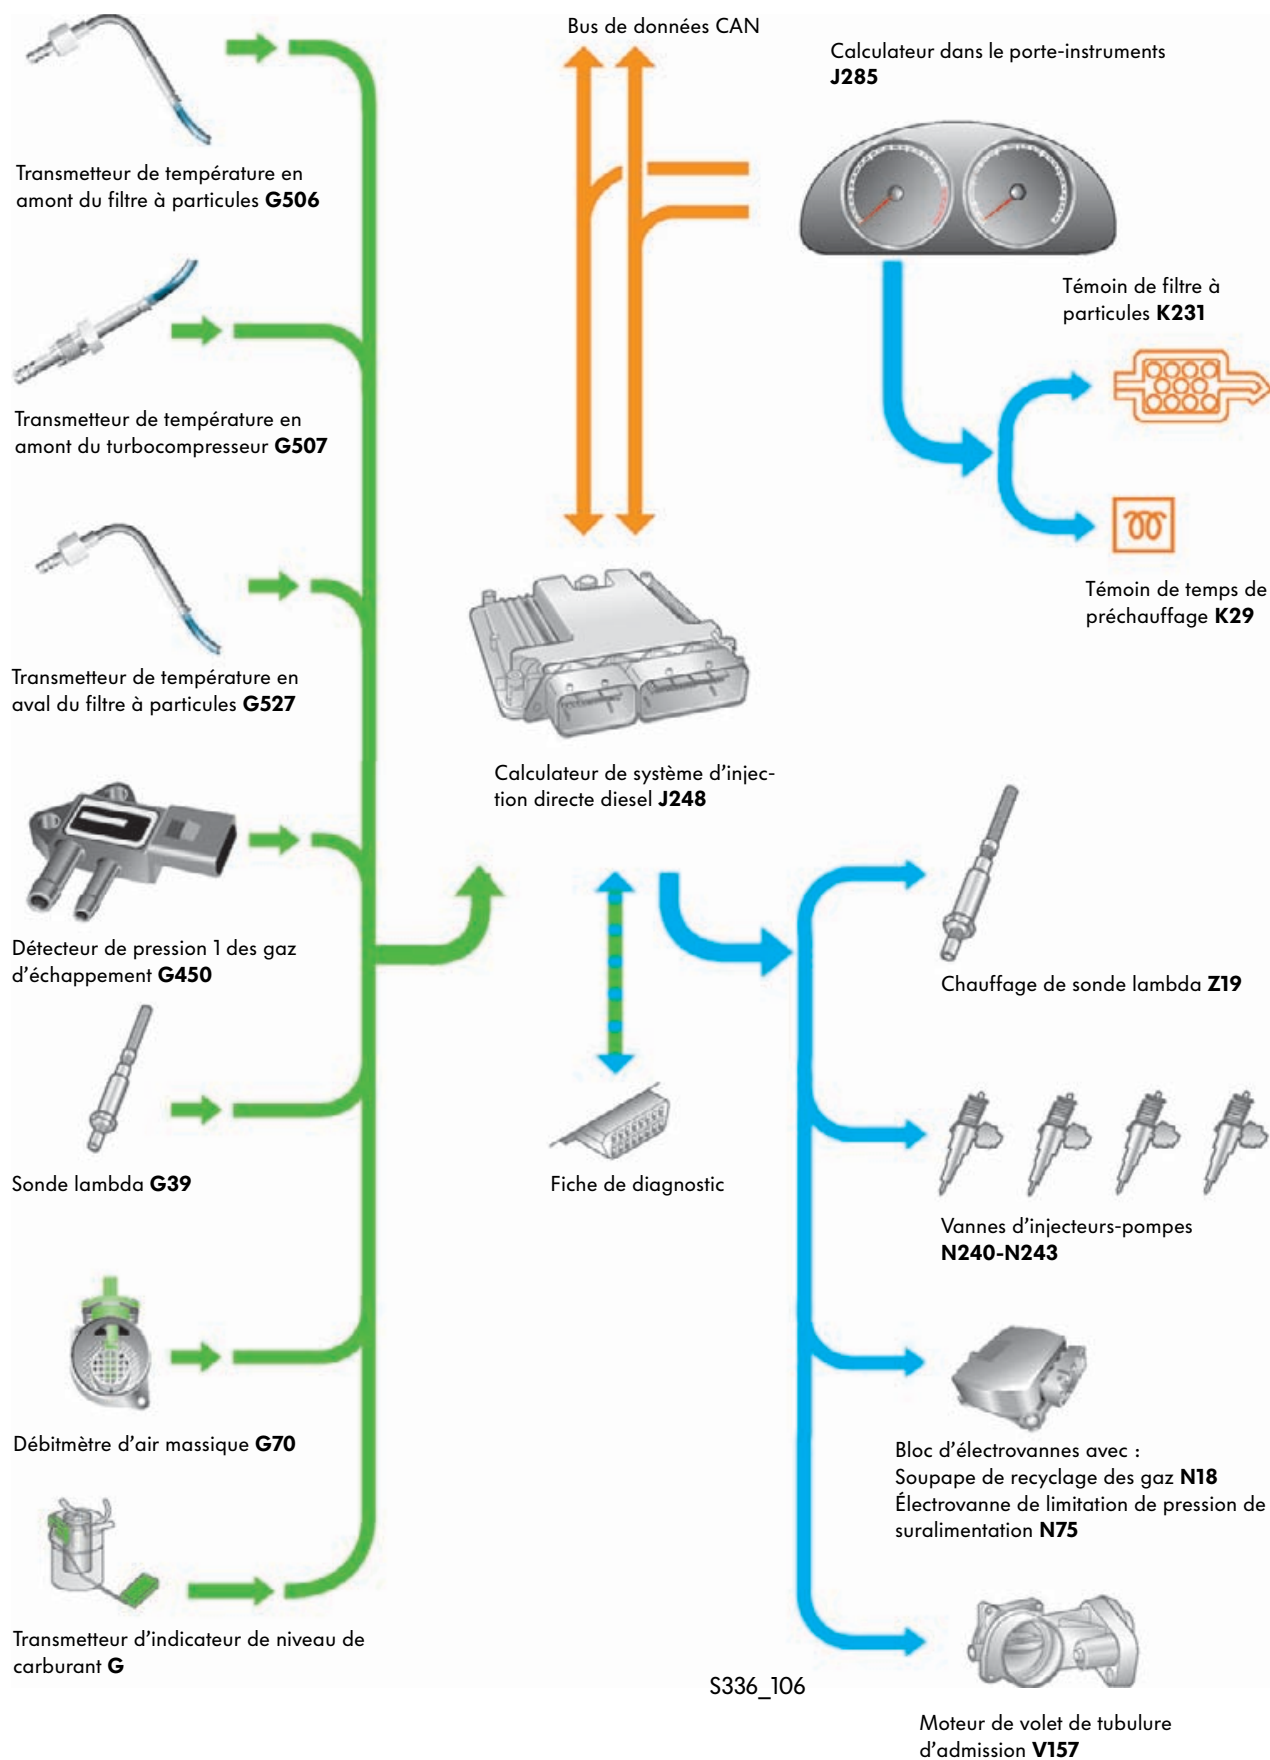 Bus de données CAN
Calculateur dans le porte-instruments
J285
Transmetteur de température en
amont du filtre à particules G506
Témoin de filtre à
particules K231
Transmetteur de température en
amont du turbocompresseur G507
Témoin de temps de
préchauffage K29
Transmetteur de température en
aval du filtre à particules G527
Calculateur de système d'injec-
tion directe diesel J248
Détecteur de pression 1 des gaz
d'échappement G450
Chauffage de sonde lambda Z19
Sonde lambda G39
Fiche de diagnostic
Vannes d'injecteurs-pompes
N240-N243
Débitmètre d'air massique G70
Bloc d'électrovannes avec :
Soupape de recyclage des gaz N18
Électrovanne de limitation de pression de
suralimentation N75
Transmetteur d'indicateur de niveau de
carburant G
S336_106
Moteur de volet de tubulure
d'admission V157